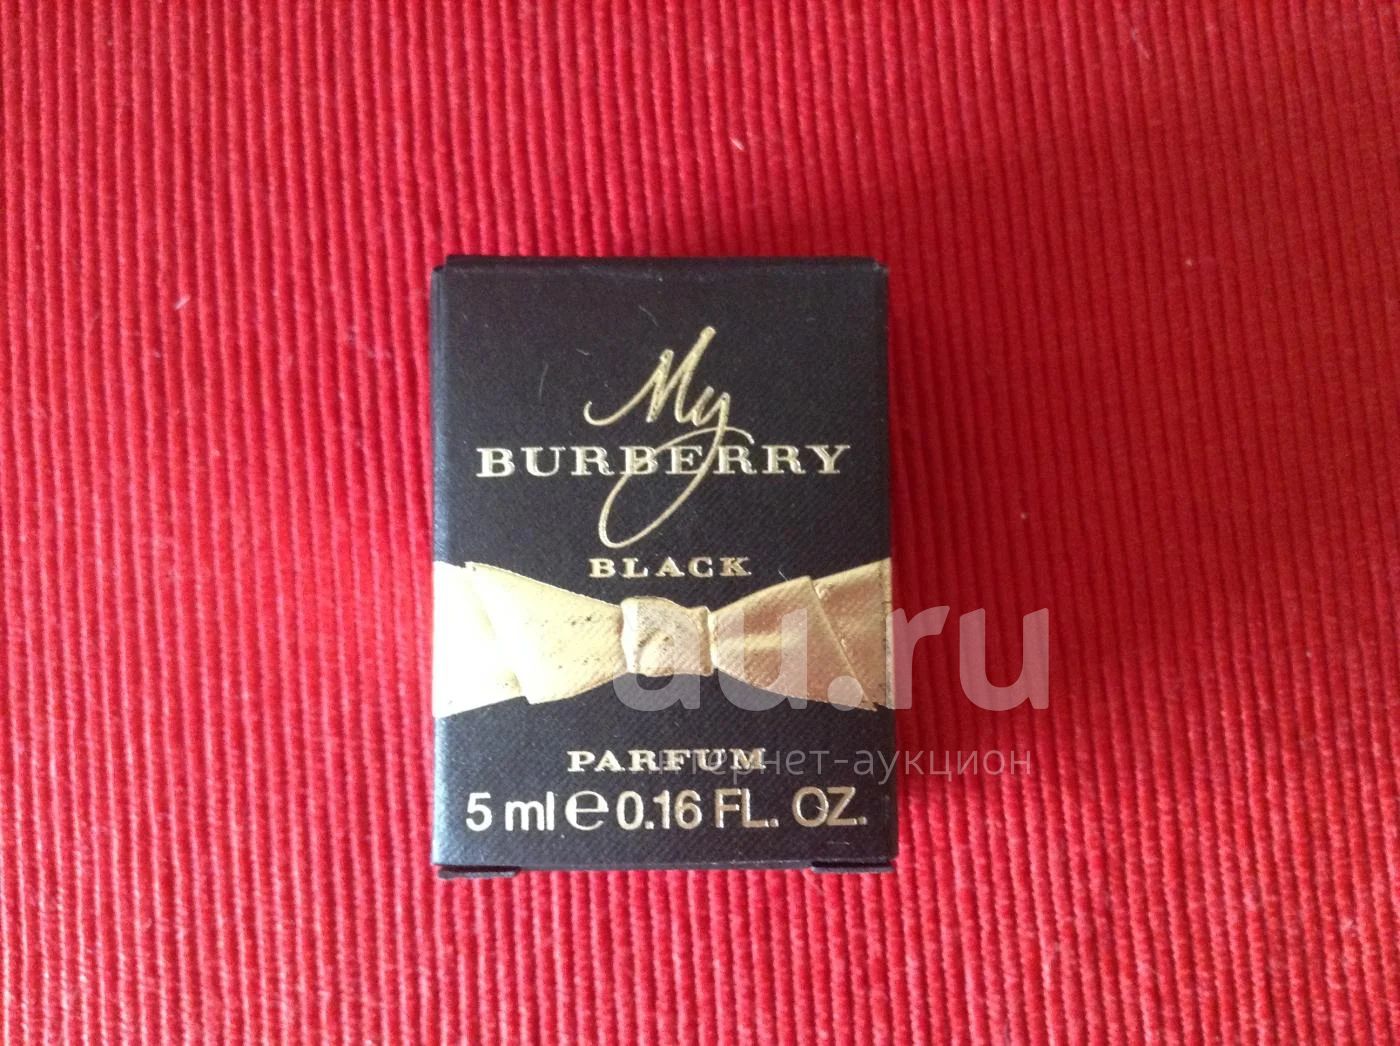 My
BURBERRY
BLACK
au.ru
PARFUM
интернет-аукцион
5 ml e 0.16 FL. OZ.